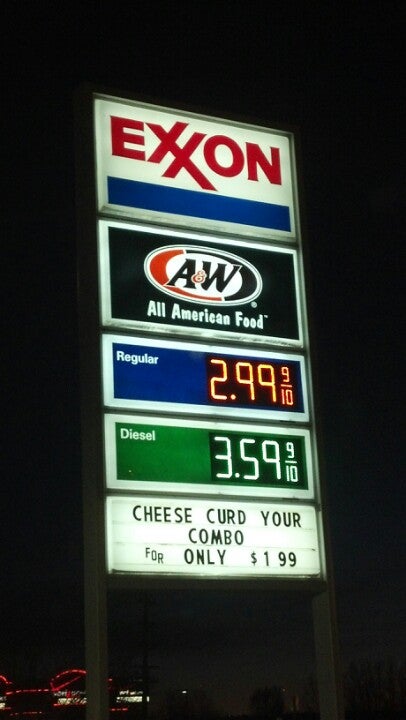 EXXON
A&W®
All American Food™
Regular
2.99 9/10
Diesel
3.59 9/10
CHEESE CURD YOUR
COMBO
FOR ONLY $1 99